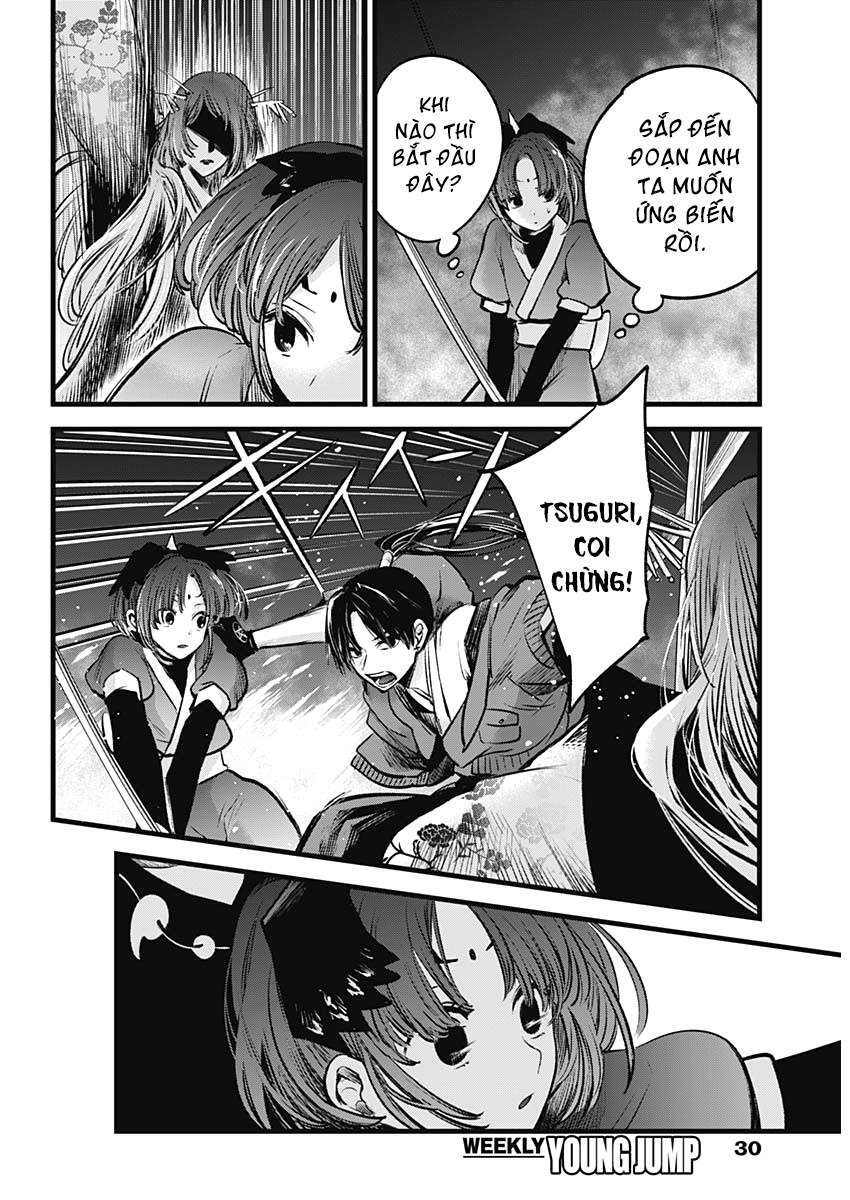 SẮP ĐẾN
ĐOẠN ANH
TA MUỐN
ỨNG BIẾN
RỒI.
KHI
NÀO THÌ
BẮT ĐẦU
ĐÂY?
...
TSUGURI,
COI
CHỪNG!
WEEKLY YOUNG JUMP 30